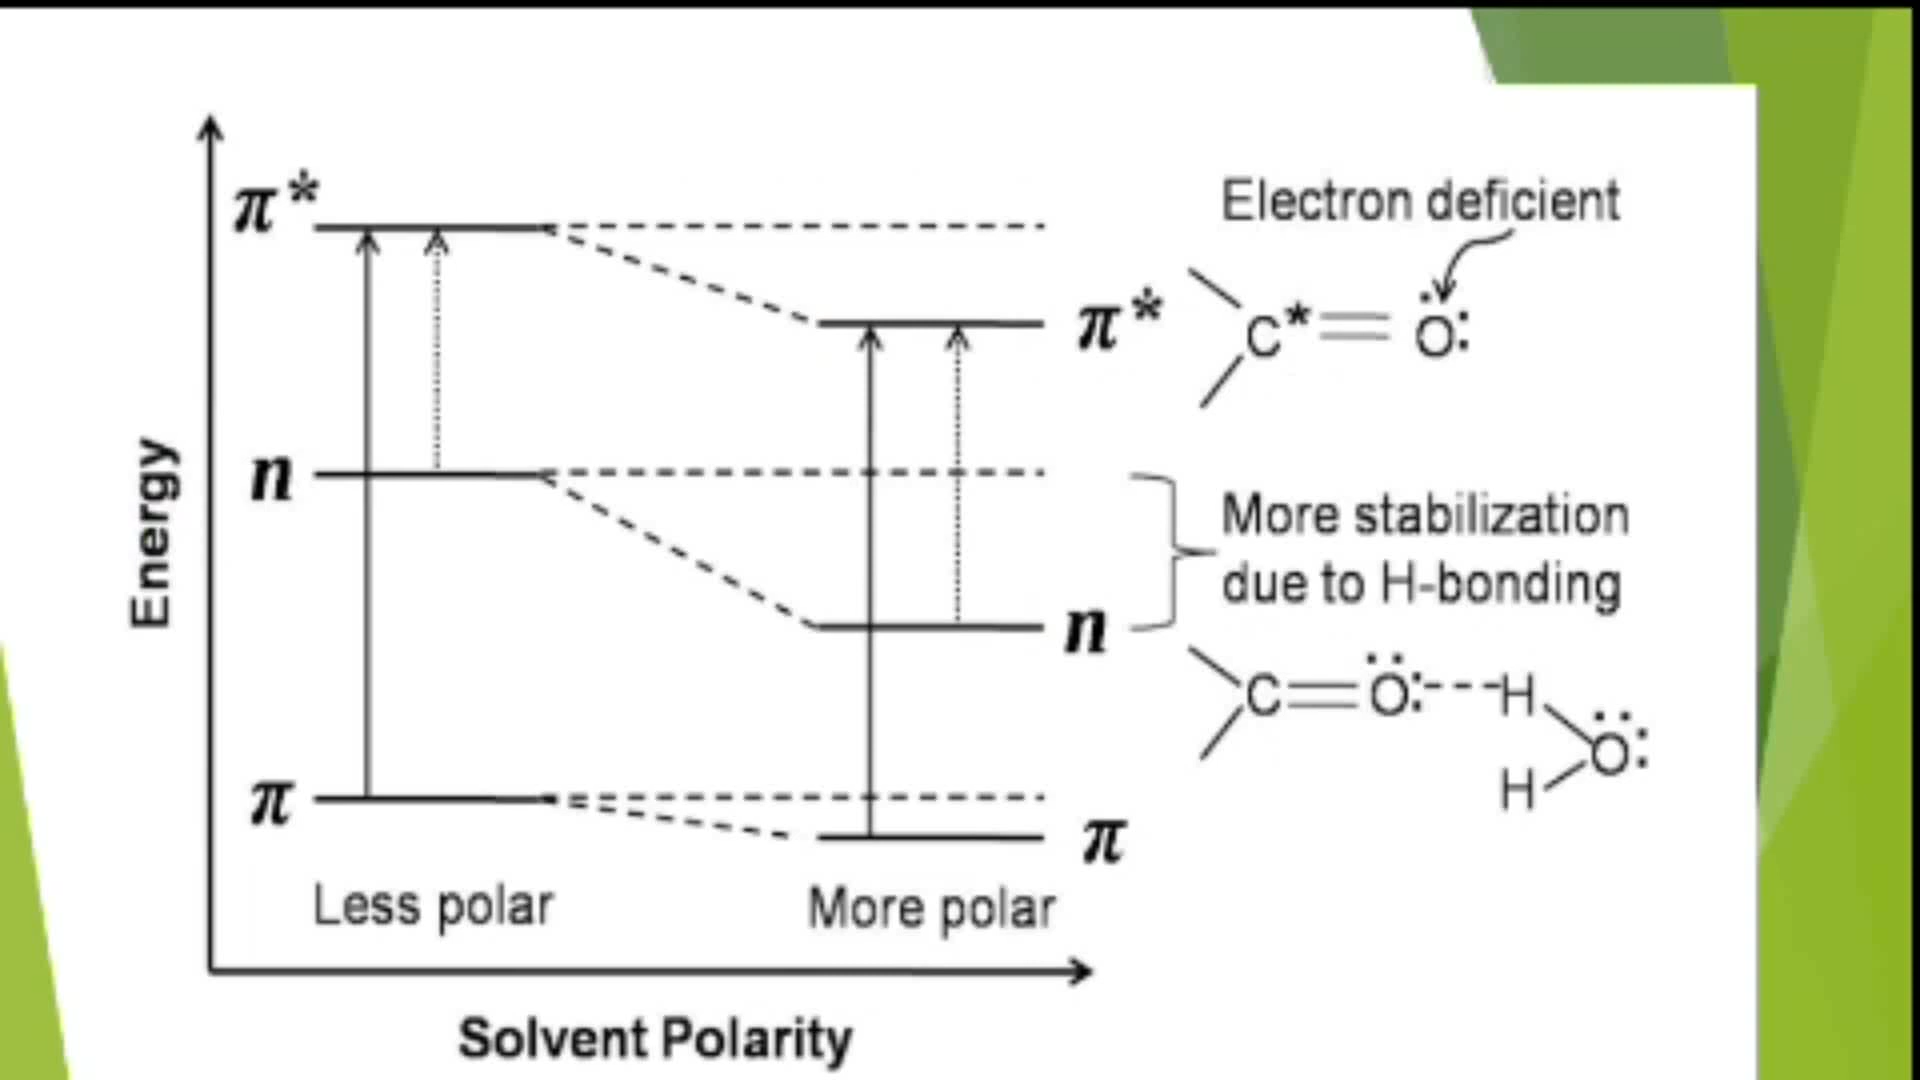 π*
n
π
Energy
Less polar
More polar
Solvent Polarity
π*
n
π
Electron deficient
C*=O:
More stabilization
due to H-bonding
C=O:---H
O:
H